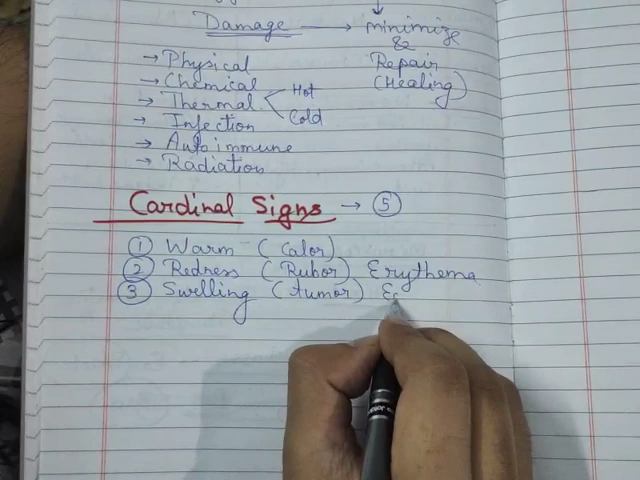 Damage → minimize
&
→ Physical Repair
→ Chemical (Healing)
→ Thermal < Hot
Cold
→ Infection
→ Autoimmune
→ Radiation
Cardinal Signs → 5
1 Warm - (Calor)
2 Redness (Rubor) Erythema
3 Swelling (tumor)